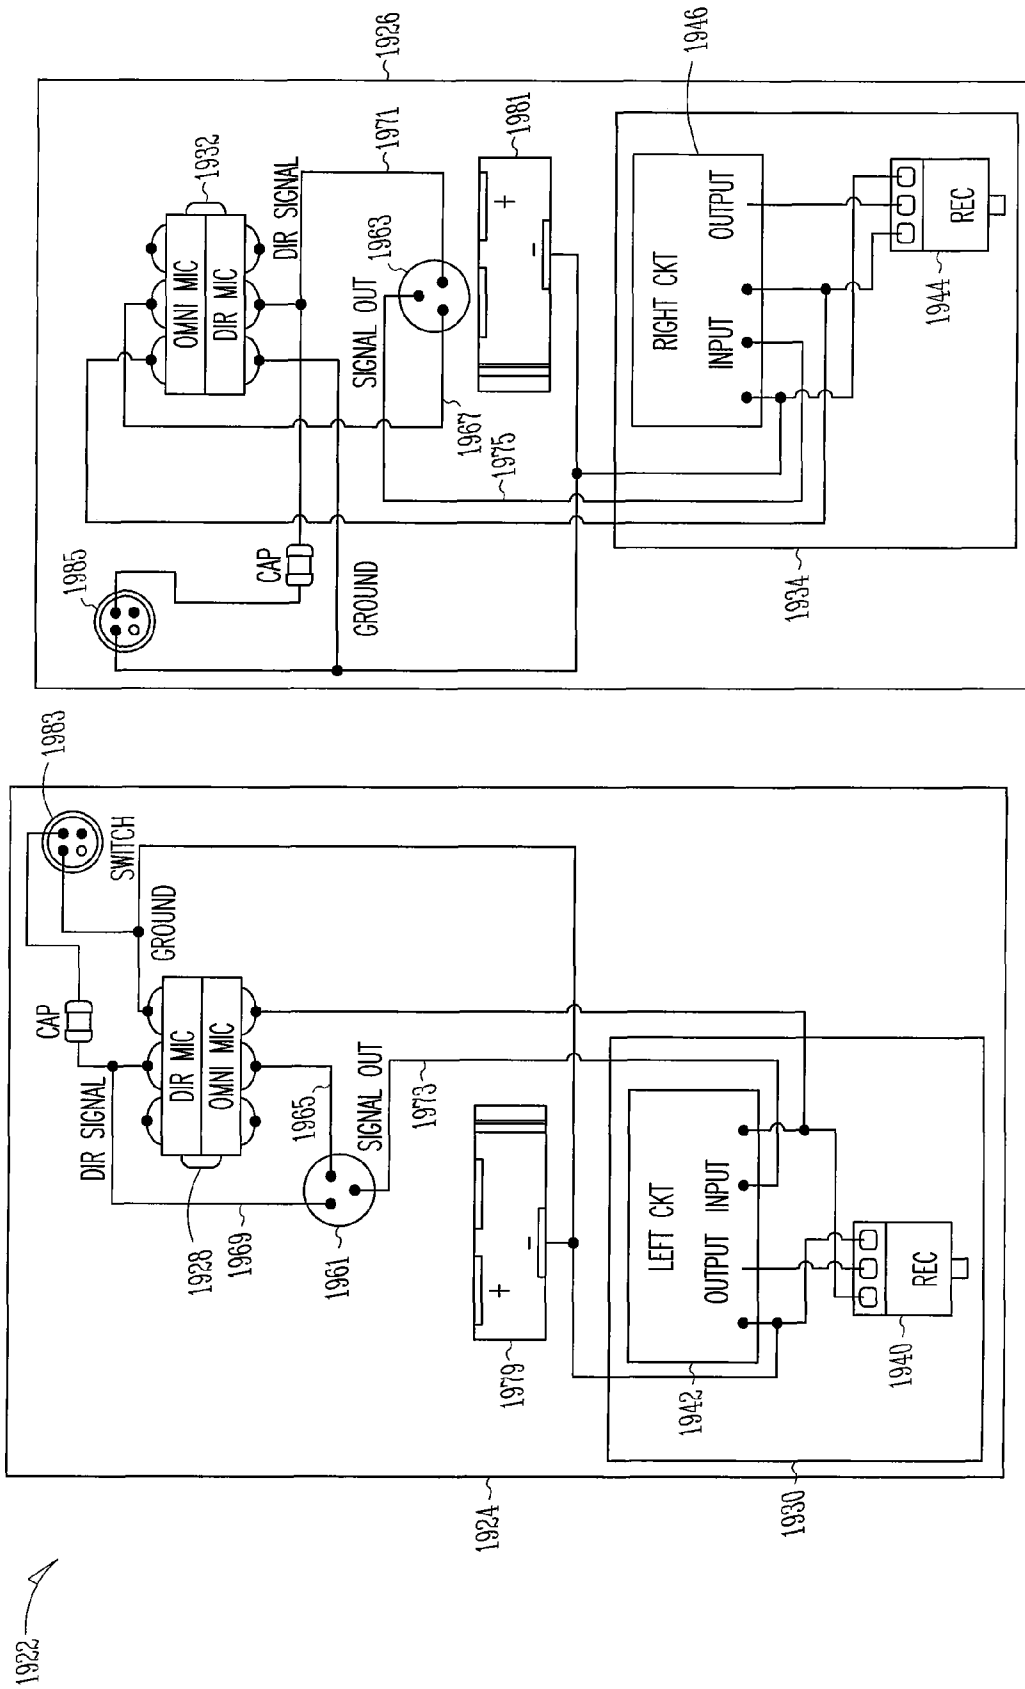 1922
1924
1983
SWITCH
CAP
GROUND
DIR SIGNAL
DIR MIC
OMNI MIC
1928
1969
1965
1961
SIGNAL OUT
1973
1979
+
-
LEFT CKT
OUTPUT
INPUT
1942
REC
1940
1930
1926
1985
CAP
GROUND
OMNI MIC
DIR MIC
1932
DIR SIGNAL
1971
SIGNAL OUT
1963
1967
1975
1981
+
-
RIGHT CKT
INPUT
OUTPUT
1946
REC
1944
1934